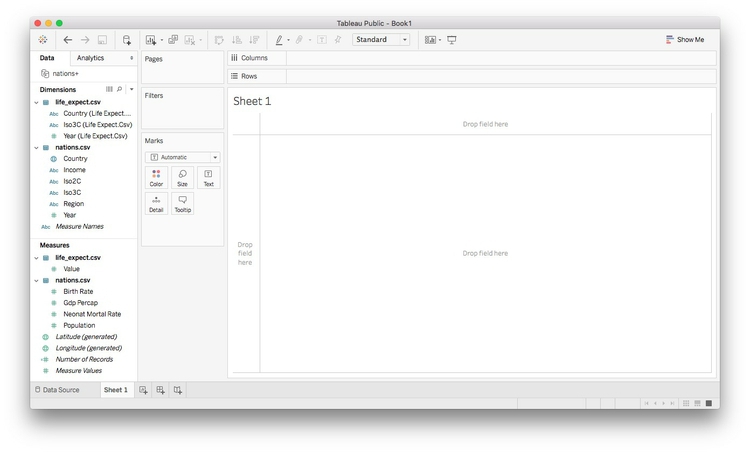 Tableau Public - Book1
Standard
Show Me
Data
Analytics
nations+
Dimensions
life_expect.csv
Abc Country (Life Expect....
Abc Iso3C (Life Expect.Csv)
# Year (Life Expect.Csv)
nations.csv
Country
Abc Income
Abc Iso2C
Abc Iso3C
Abc Region
# Year
Abc Measure Names
Measures
life_expect.csv
# Value
nations.csv
# Birth Rate
# Gdp Percap
# Neonat Mortal Rate
# Population
Latitude (generated)
Longitude (generated)
=# Number of Records
# Measure Values
Pages
Filters
Marks
T Automatic
Color
Size
T Text
Detail
Tooltip
Columns
Rows
Sheet 1
Drop field here
Drop
field
here
Drop field here
Data Source
Sheet 1